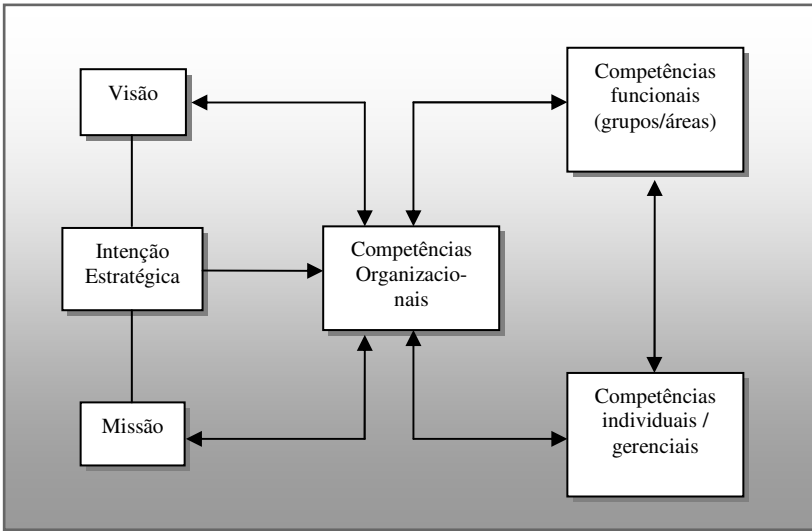 Visão
Intenção
Estratégica
Missão
Competências
Organizacio-
nais
Competências
funcionais
(grupos/áreas)
Competências
individuais /
gerenciais